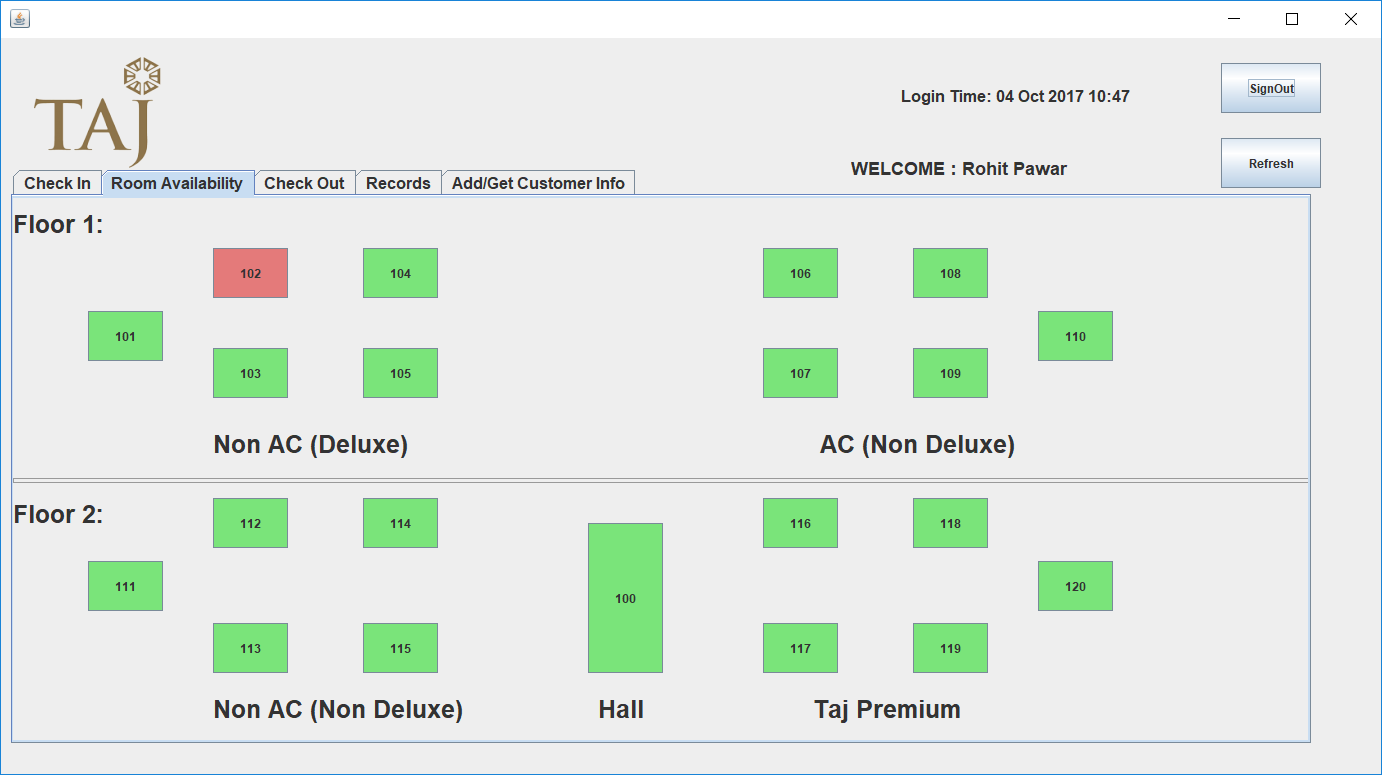 TAJ
Login Time: 04 Oct 2017 10:47
SignOut
WELCOME : Rohit Pawar
Refresh
Check In
Room Availability
Check Out
Records
Add/Get Customer Info
Floor 1:
102
104
106
108
101
110
103
105
107
109
Non AC (Deluxe)
AC (Non Deluxe)
Floor 2:
112
114
116
118
111
100
120
113
115
117
119
Non AC (Non Deluxe)
Hall
Taj Premium